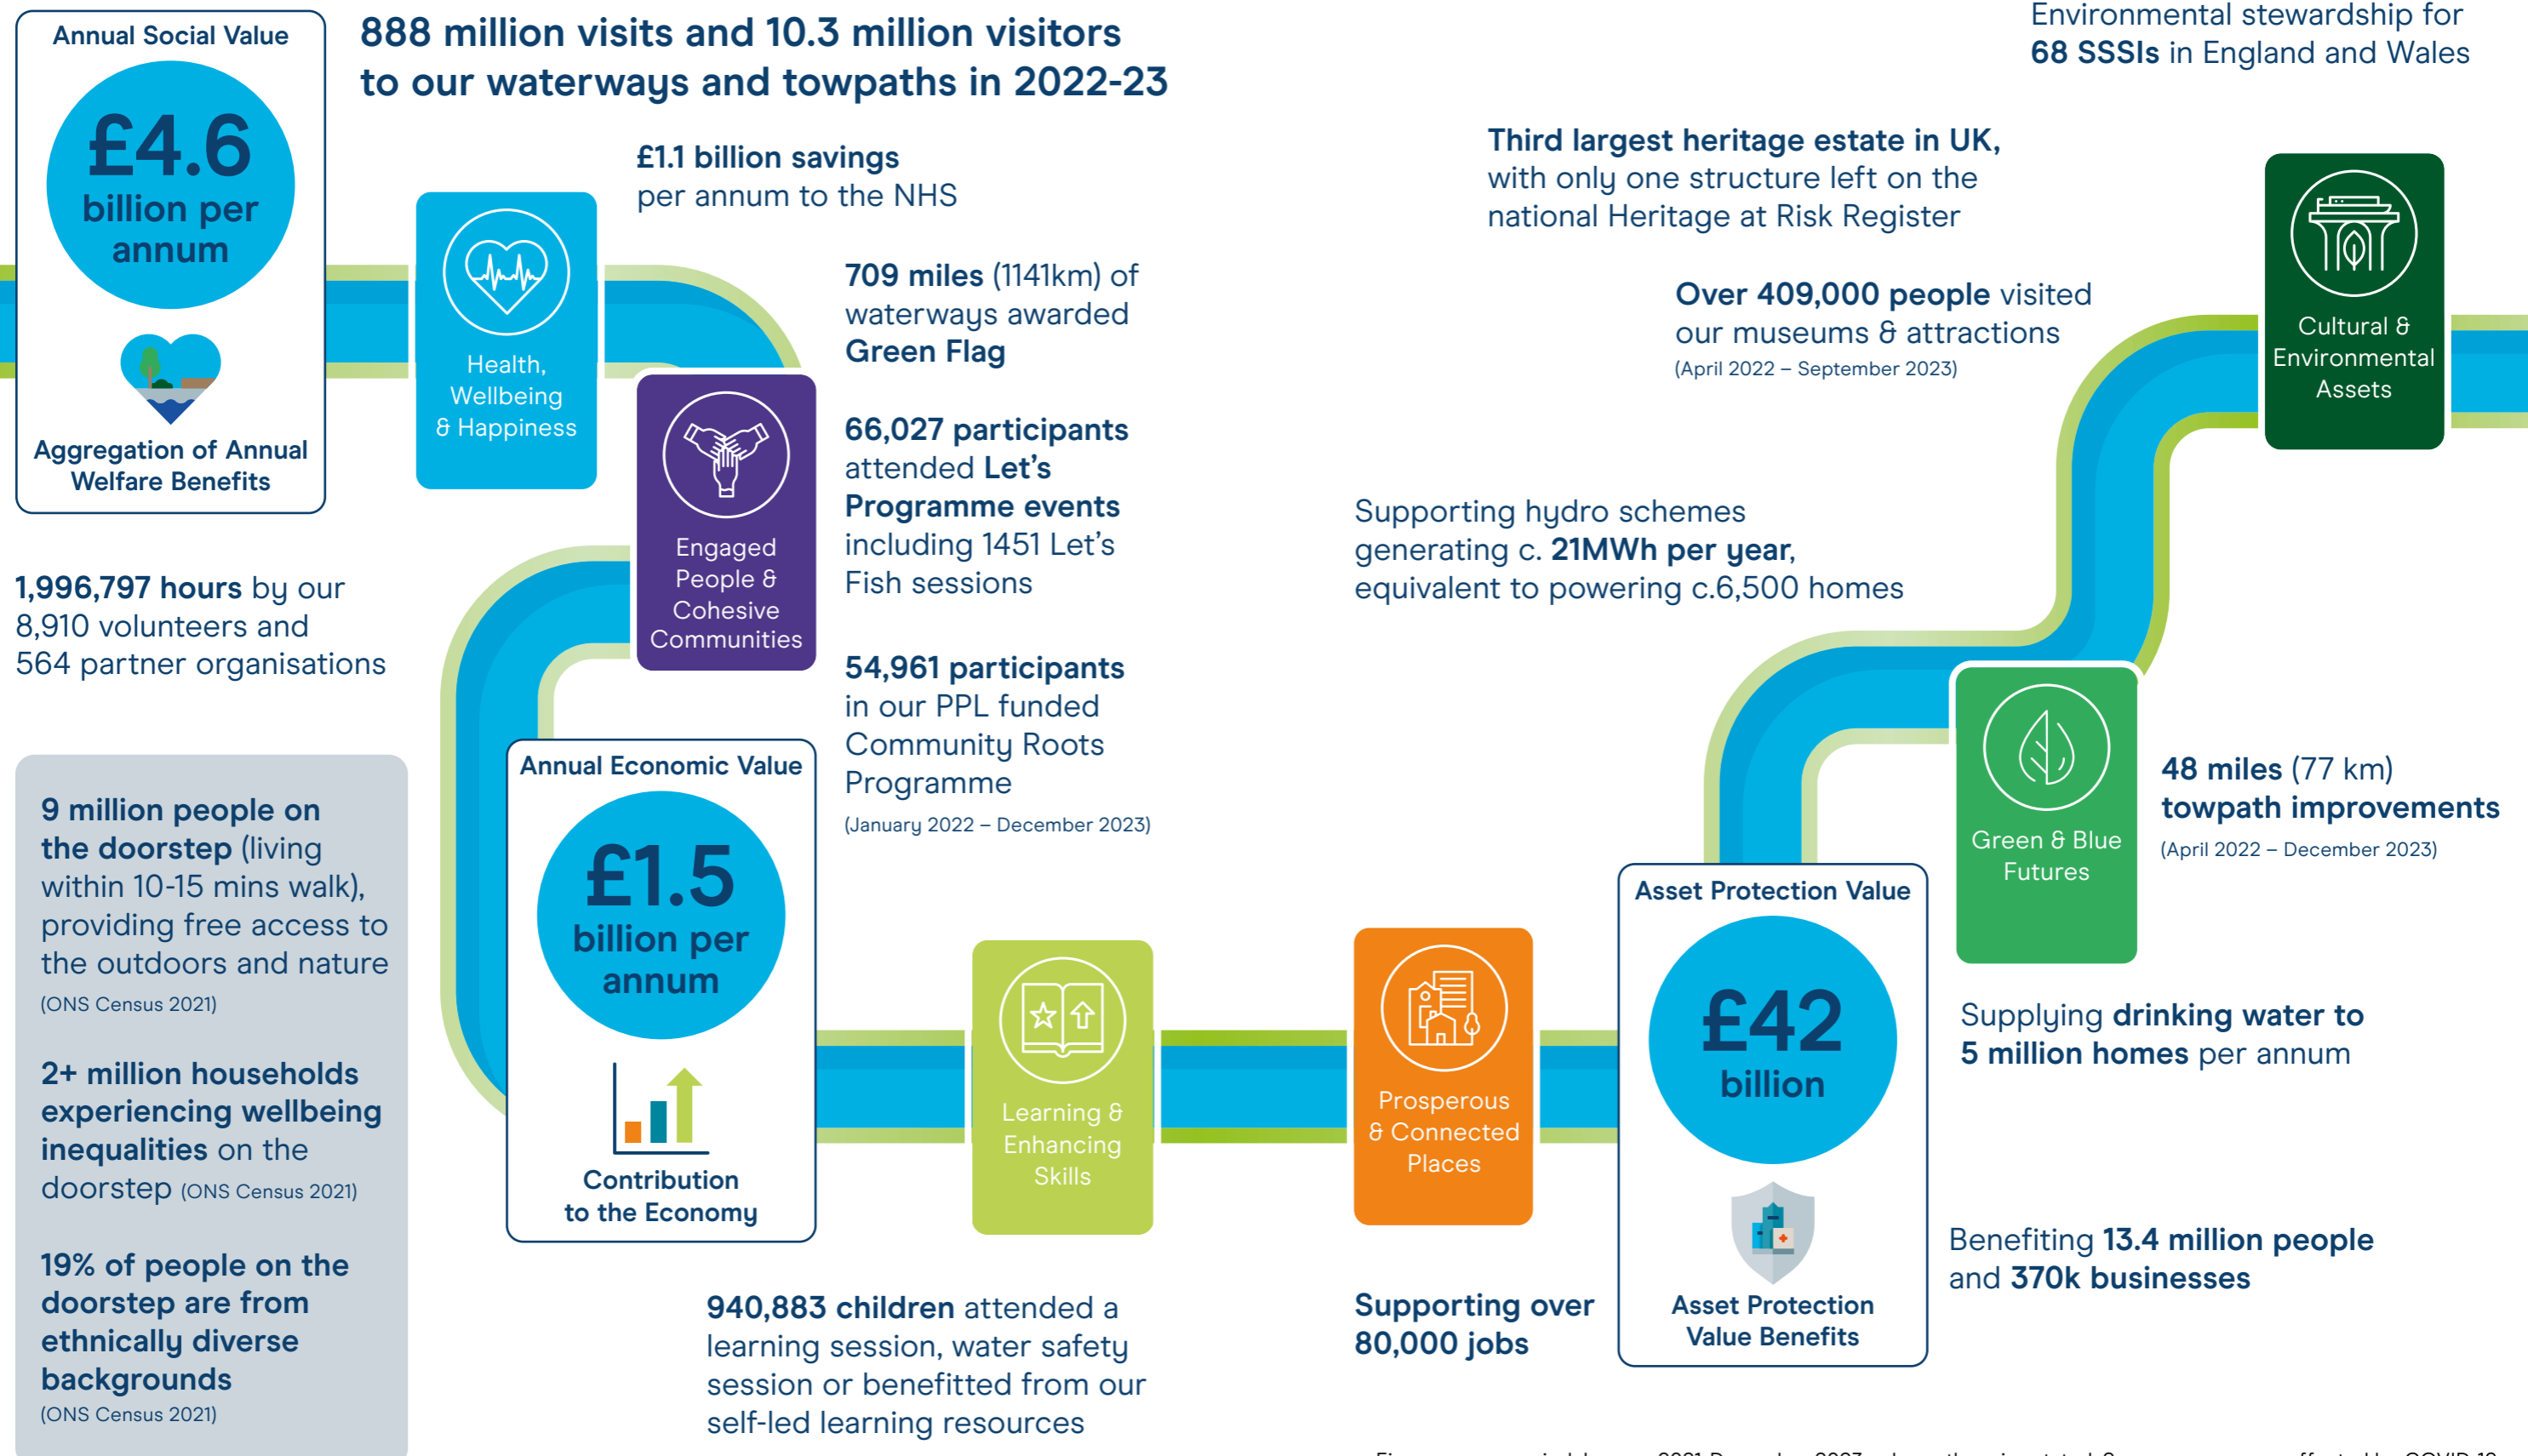 Annual Social Value
£4.6
billion per
annum
Aggregation of Annual
Welfare Benefits
888 million visits and 10.3 million visitors
to our waterways and towpaths in 2022-23
£1.1 billion savings
per annum to the NHS
Health,
Wellbeing
& Happiness
709 miles (1141km) of
waterways awarded
Green Flag
Engaged
People &
Cohesive
Communities
66,027 participants
attended Let's
Programme events
including 1451 Let's
Fish sessions
54,961 participants
in our PPL funded
Community Roots
Programme
(January 2022 – December 2023)
1,996,797 hours by our
8,910 volunteers and
564 partner organisations
9 million people on
the doorstep (living
within 10-15 mins walk),
providing free access to
the outdoors and nature
(ONS Census 2021)
2+ million households
experiencing wellbeing
inequalities on the
doorstep (ONS Census 2021)
19% of people on the
doorstep are from
ethnically diverse
backgrounds
(ONS Census 2021)
Annual Economic Value
£1.5
billion per
annum
Contribution
to the Economy
Learning &
Enhancing
Skills
940,883 children attended a
learning session, water safety
session or benefitted from our
self-led learning resources
Prosperous
& Connected
Places
Supporting over
80,000 jobs
Asset Protection Value
£42
billion
Asset Protection
Value Benefits
Benefiting 13.4 million people
and 370k businesses
Supplying drinking water to
5 million homes per annum
Green & Blue
Futures
48 miles (77 km)
towpath improvements
(April 2022 – December 2023)
Supporting hydro schemes
generating c. 21MWh per year,
equivalent to powering c.6,500 homes
Over 409,000 people visited
our museums & attractions
(April 2022 – September 2023)
Third largest heritage estate in UK,
with only one structure left on the
national Heritage at Risk Register
Environmental stewardship for
68 SSSIs in England and Wales
Cultural &
Environmental
Assets